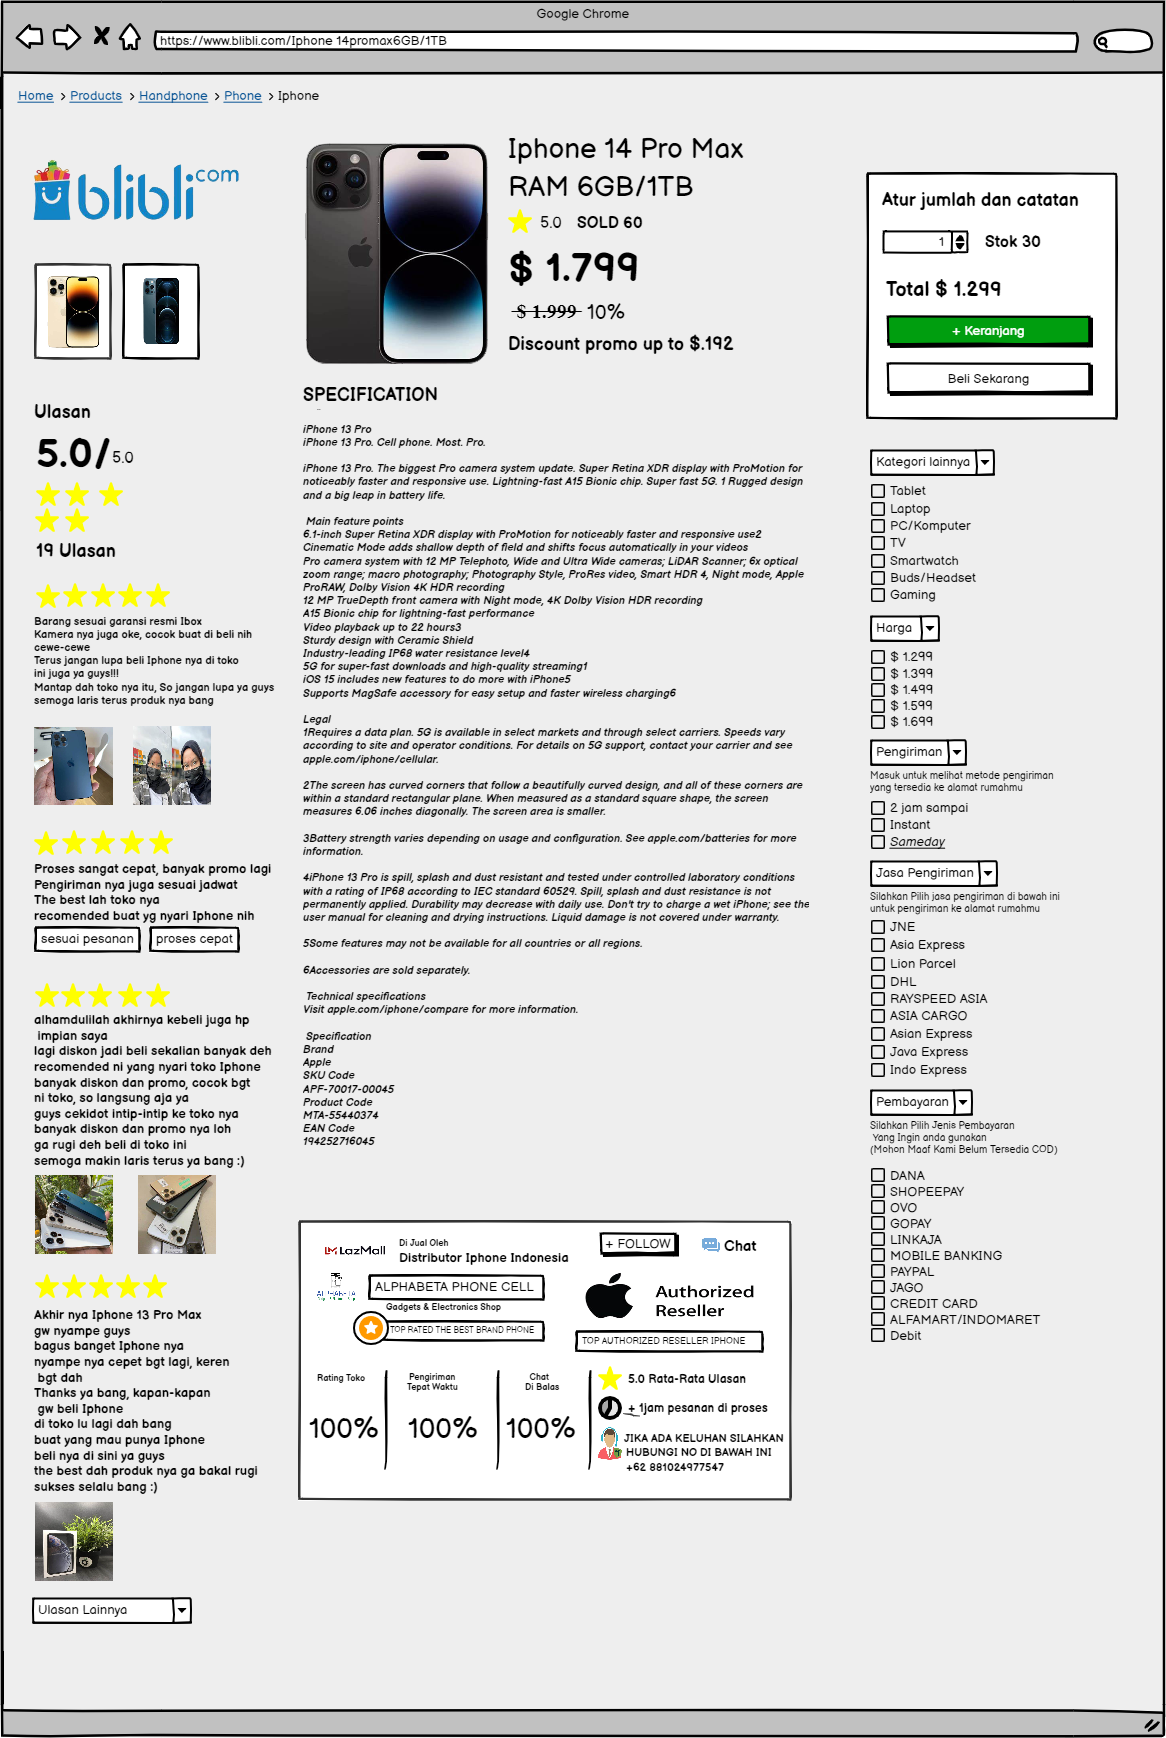 Google Chrome
https://www.blibli.com/Iphone 14promax6GB/1TB
Home > Products > Handphone > Phone > Iphone
blibli.com
Ulasan
5.0/5.0
19 Ulasan
Barang sesuai garansi resmi Ibox
Kamera nya juga oke, cocok buat di beli nih
cewe-cewe
Terus jangan lupa beli Iphone nya di toko
ini juga ya guys!!!
Mantap dah toko nya itu, So jangan lupa ya guys
semoga laris terus produk nya bang
Proses sangat cepat, banyak promo lagi
Pengiriman nya juga sesuai jadwat
The best lah toko nya
recomended buat yg nyari Iphone nih
sesuai pesanan
proses cepat
alhamdulilah akhirnya kebeli juga hp
impian saya
lagi diskon jadi beli sekalian banyak deh
recomended ni yang nyari toko Iphone
banyak diskon dan promo, cocok bgt
ni toko, so langsung aja ya
guys cekidot intip-intip ke toko nya
banyak diskon dan promo nya loh
ga rugi deh beli di toko ini
semoga makin laris terus ya bang :)
Akhir nya Iphone 13 Pro Max
gw nyampe guys
bagus banget Iphone nya
nyampe nya cepet bgt lagi, keren
bgt dah
Thanks ya bang, kapan-kapan
gw beli Iphone
di toko lu lagi dah bang
buat yang mau punya Iphone
beli nya di sini ya guys
the best dah produk nya ga bakal rugi
sukses selalu bang :)
Ulasan Lainnya
Iphone 14 Pro Max
RAM 6GB/1TB
5.0 SOLD 60
$ 1.799
$ 1.999 10%
Discount promo up to $.192
SPECIFICATION
iPhone 13 Pro
iPhone 13 Pro. Cell phone. Most. Pro.
iPhone 13 Pro. The biggest Pro camera system update. Super Retina XDR display with ProMotion for
noticeably faster and responsive use. Lightning-fast A15 Bionic chip. Super fast 5G. 1 Rugged design
and a big leap in battery life.
Main feature points
6.1-inch Super Retina XDR display with ProMotion for noticeably faster and responsive use2
Cinematic Mode adds shallow depth of field and shifts focus automatically in your videos
Pro camera system with 12 MP Telephoto, Wide and Ultra Wide cameras; LiDAR Scanner; 6x optical
zoom range; macro photography; Photography Style, ProRes video, Smart HDR 4, Night mode, Apple
ProRAW, Dolby Vision 4K HDR recording
12 MP TrueDepth front camera with Night mode, 4K Dolby Vision HDR recording
A15 Bionic chip for lightning-fast performance
Video playback up to 22 hours3
Sturdy design with Ceramic Shield
Industry-leading IP68 water resistance level4
5G for super-fast downloads and high-quality streaming1
iOS 15 includes new features to do more with iPhone5
Supports MagSafe accessory for easy setup and faster wireless charging6
Legal
1Requires a data plan. 5G is available in select markets and through select carriers. Speeds vary
according to site and operator conditions. For details on 5G support, contact your carrier and see
apple.com/iphone/cellular.
2The screen has curved corners that follow a beautifully curved design, and all of these corners are
within a standard rectangular plane. When measured as a standard square shape, the screen
measures 6.06 inches diagonally. The screen area is smaller.
3Battery strength varies depending on usage and configuration. See apple.com/batteries for more
information.
4iPhone 13 Pro is spill, splash and dust resistant and tested under controlled laboratory conditions
with a rating of IP68 according to IEC standard 60529. Spill, splash and dust resistance is not
permanently applied. Durability may decrease with daily use. Don't try to charge a wet iPhone; see the
user manual for cleaning and drying instructions. Liquid damage is not covered under warranty.
5Some features may not be available for all countries or all regions.
6Accessories are sold separately.
Technical specifications
Visit apple.com/iphone/compare for more information.
Specification
Brand
Apple
SKU Code
APF-70017-00045
Product Code
MTA-55440374
EAN Code
194252716045
LM LazMall
Di Jual Oleh
Distributor Iphone Indonesia
+ FOLLOW
Chat
ALPHABETA
ALPHABETA PHONE CELL
Gadgets & Electronics Shop
TOP RATED THE BEST BRAND PHONE
Authorized
Reseller
TOP AUTHORIZED RESELLER IPHONE
Rating Toko
100%
Pengiriman
Tepat Waktu
100%
Chat
Di Balas
100%
5.0 Rata-Rata Ulasan
+ 1jam pesanan di proses
JIKA ADA KELUHAN SILAHKAN
HUBUNGI NO DI BAWAH INI
+62 881024977547
Atur jumlah dan catatan
1 Stok 30
Total $ 1.299
+ Keranjang
Beli Sekarang
Kategori lainnya
Tablet
Laptop
PC/Komputer
TV
Smartwatch
Buds/Headset
Gaming
Harga
$ 1.299
$ 1.399
$ 1.499
$ 1.599
$ 1.699
Pengiriman
Masuk untuk melihat metode pengiriman
yang tersedia ke alamat rumahmu
2 jam sampai
Instant
Sameday
Jasa Pengiriman
Silahkan Pilih jasa pengiriman di bawah ini
untuk pengiriman ke alamat rumahmu
JNE
Asia Express
Lion Parcel
DHL
RAYSPEED ASIA
ASIA CARGO
Asian Express
Java Express
Indo Express
Pembayaran
Silahkan Pilih Jenis Pembayaran
Yang Ingin anda gunakan
(Mohon Maaf Kami Belum Tersedia COD)
DANA
SHOPEEPAY
OVO
GOPAY
LINKAJA
MOBILE BANKING
PAYPAL
JAGO
CREDIT CARD
ALFAMART/INDOMARET
Debit